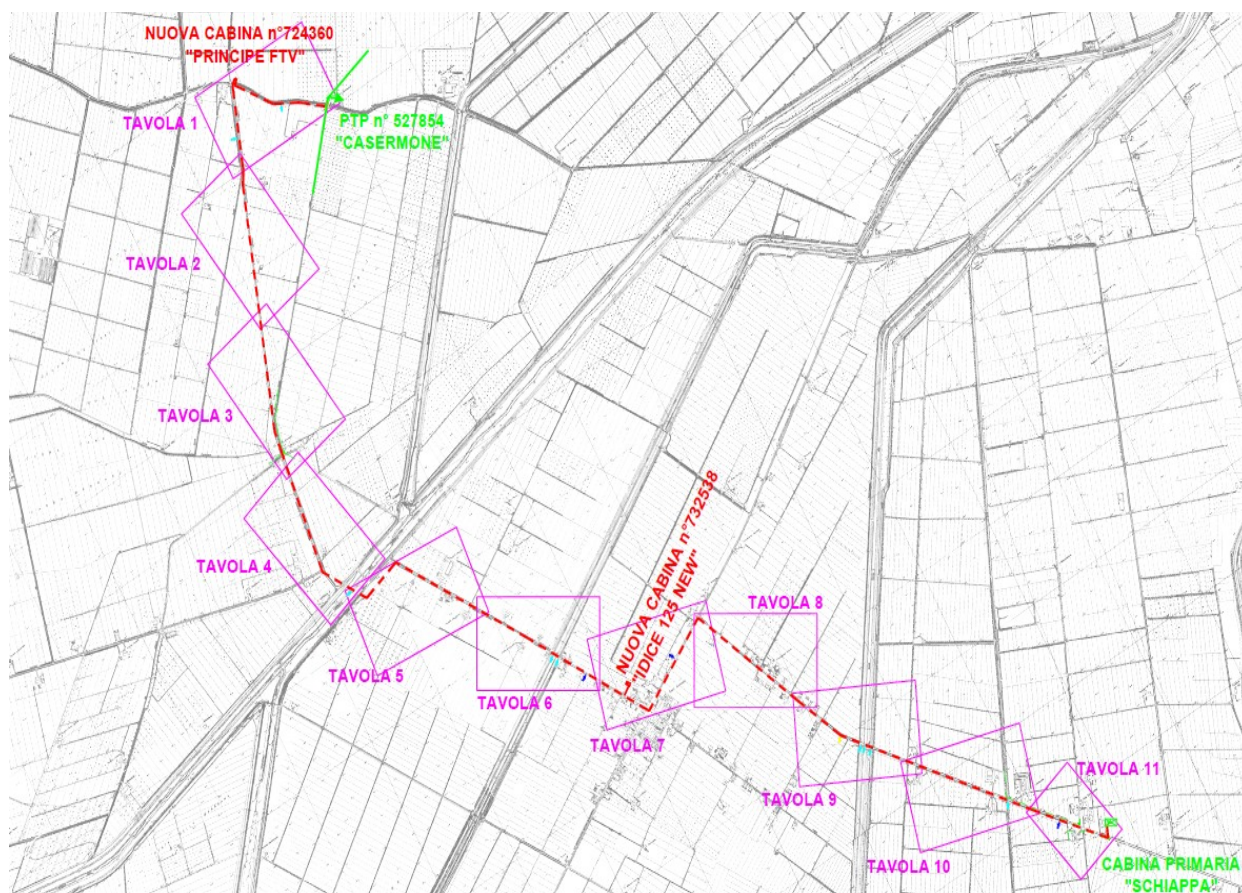 NUOVA CABINA n°724360
"PRINCIPE FTV"
TAVOLA 1
PTP n° 527854
"CASERMONE"
TAVOLA 2
TAVOLA 3
TAVOLA 4
TAVOLA 5
TAVOLA 6
NUOVA CABINA n°732538
"IDICE 125 NEW"
TAVOLA 7
TAVOLA 8
TAVOLA 9
TAVOLA 10
TAVOLA 11
CABINA PRIMARIA
"SCHIAPPA"